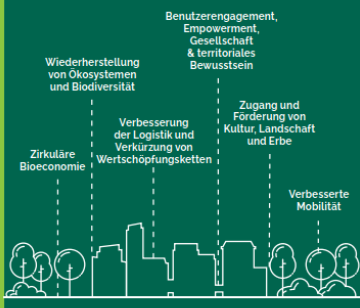 Benutzerengagement,
Empowerment,
Gesellschaft
& territoriales
Bewusstsein
Wiederherstellung
von Ökosystemen
und Biodiversität
Zugang und
Förderung von
Kultur, Landschaft
und Erbe
Verbesserung
der Logistik und
Verkürzung von
Wertschöpfungsketten
Zirkuläre
Bioeconomie
Verbesserte
Mobilität